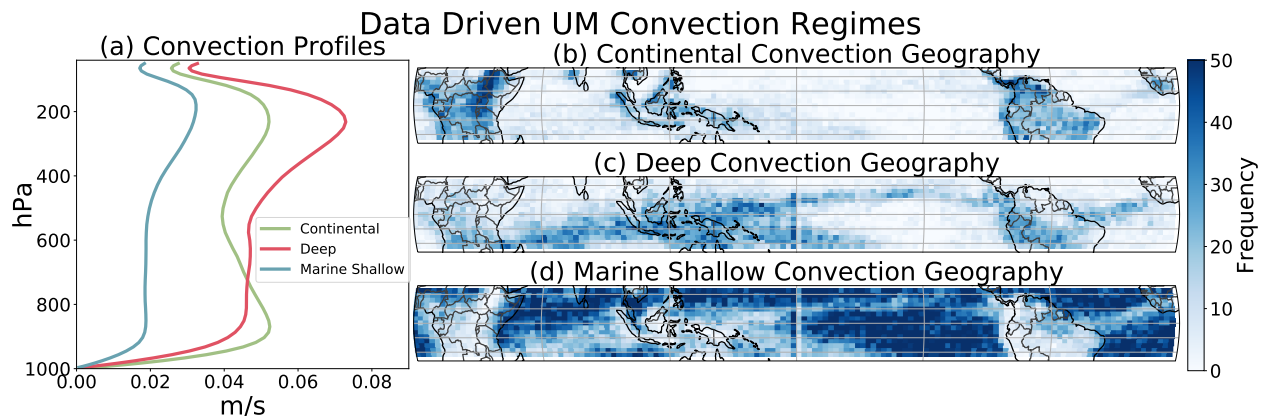 Data Driven UM Convection Regimes
(a) Convection Profiles
hPa
200
400
600
800
1000
0.00 0.02 0.04 0.06 0.08
m/s
Continental
Deep
Marine Shallow
(b) Continental Convection Geography
(c) Deep Convection Geography
(d) Marine Shallow Convection Geography
50
40
30
20
10
0
Frequency